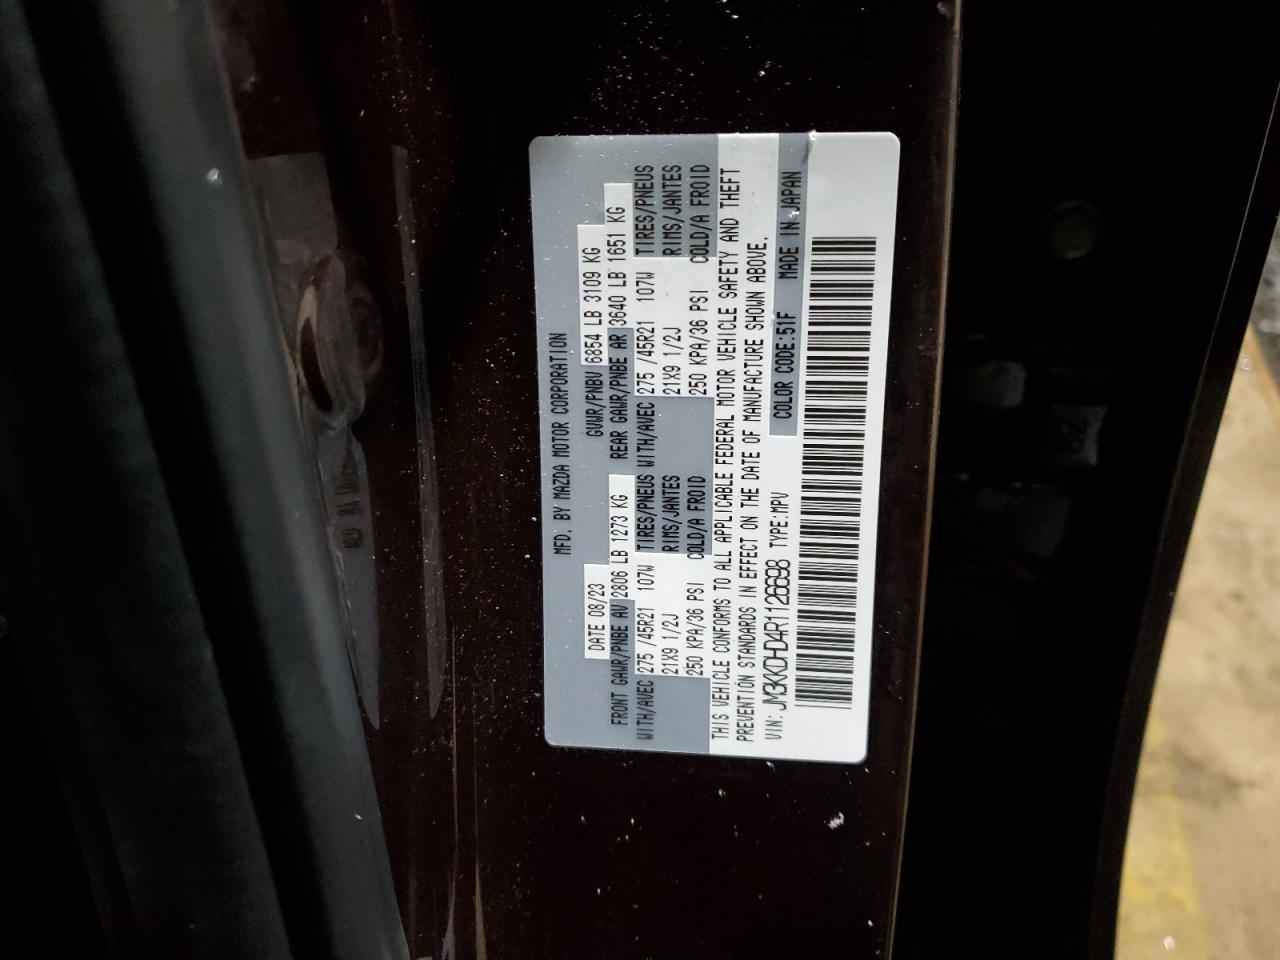 MFD. BY MAZDA MOTOR CORPORATION
DATE 08/23 GVWR/PNBV 6854 LB 3109 KG
FRONT GAWR/PNBE AV 2806 LB 1273 KG REAR GAWR/PNBE AR 3640 LB 1651 KG
WITH/AVEC 275 /45R21 107W TIRES/PNEUS WITH/AVEC 275 /45R21 107W TIRES/PNEUS
21X9 1/2J RIMS/JANTES 21X9 1/2J RIMS/JANTES
250 KPA/36 PSI COLD/A FROID 250 KPA/36 PSI COLD/A FROID
THIS VEHICLE CONFORMS TO ALL APPLICABLE FEDERAL MOTOR VEHICLE SAFETY AND THEFT
PREVENTION STANDARDS IN EFFECT ON THE DATE OF MANUFACTURE SHOWN ABOVE.
VIN: JM3KKDHD4R1126698 TYPE:MPV COLOR CODE:51F MADE IN JAPAN